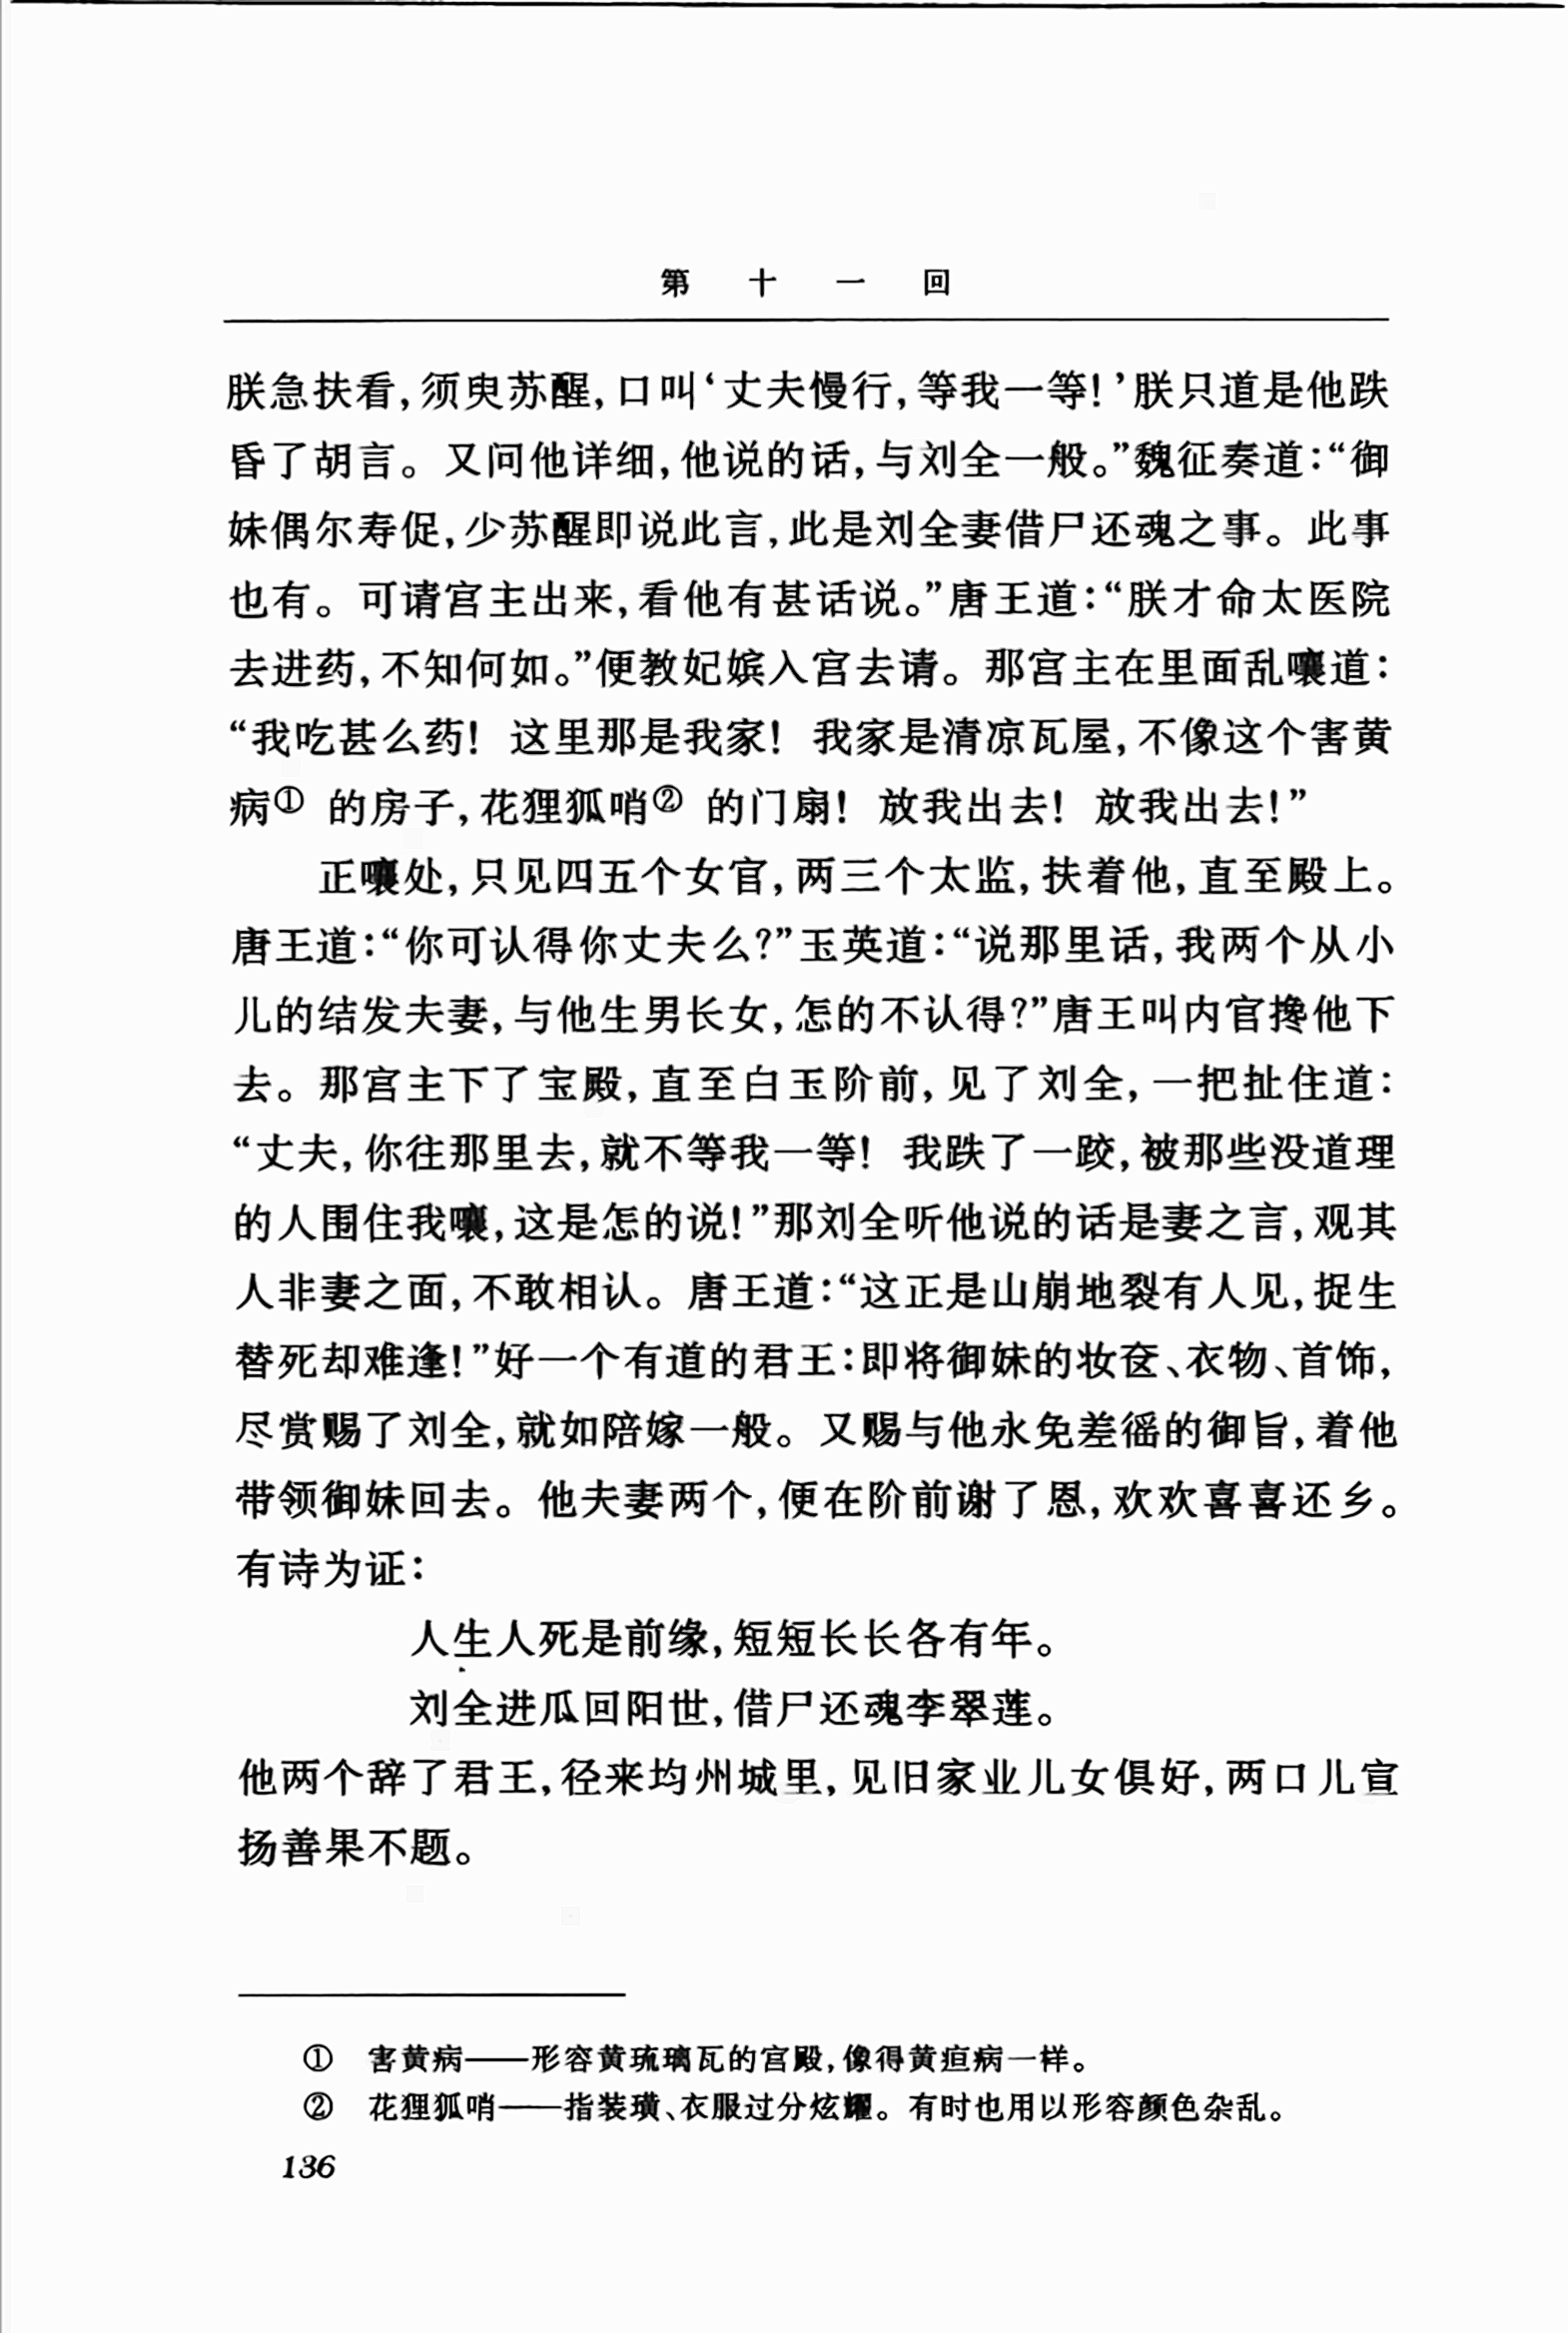 第十一回
朕急扶看,须臾苏醒,口叫‘丈夫慢行,等我一等!’朕只道是他跌
昏了胡言。又问他详细,他说的话,与刘全一般。”魏征奏道:“御
妹偶尔寿促,少苏醒即说此言,此是刘全妻借尸还魂之事。此事
也有。可请宫主出来,看他有甚话说。”唐王道:“朕才命太医院
去进药,不知何如。”便教妃嫔入宫去请。那宫主在里面乱嚷道:
“我吃甚么药! 这里那是我家! 我家是清凉瓦屋,不像这个害黄
病① 的房子,花狸狐哨② 的门扇! 放我出去! 放我出去!”
正嚷处,只见四五个女官,两三个太监,扶着他,直至殿上。
唐王道:“你可认得你丈夫么?”玉英道:“说那里话,我两个从小
儿的结发夫妻,与他生男长女,怎的不认得?”唐王叫内官搀他下
去。那宫主下了宝殿,直至白玉阶前,见了刘全,一把扯住道:
“丈夫,你往那里去,就不等我一等! 我跌了一跤,被那些没道理
的人围住我嚷,这是怎的说!”那刘全听他说的话是妻之言,观其
人非妻之面,不敢相认。唐王道:“这正是山崩地裂有人见,捉生
替死却难逢!”好一个有道的君王:即将御妹的妆奁、衣物、首饰,
尽赏赐了刘全,就如陪嫁一般。又赐与他永免差徭的御旨,着他
带领御妹回去。他夫妻两个,便在阶前谢了恩,欢欢喜喜还乡。
有诗为证:
人生人死是前缘,短短长长各有年。
刘全进瓜回阳世,借尸还魂李翠莲。
他两个辞了君王,径来均州城里,见旧家业儿女俱好,两口儿宣
扬善果不题。
① 害黄病——形容黄琉璃瓦的宫殿,像得黄疸病一样。
② 花狸狐哨——指装璜、衣服过分炫耀。有时也用以形容颜色杂乱。
136